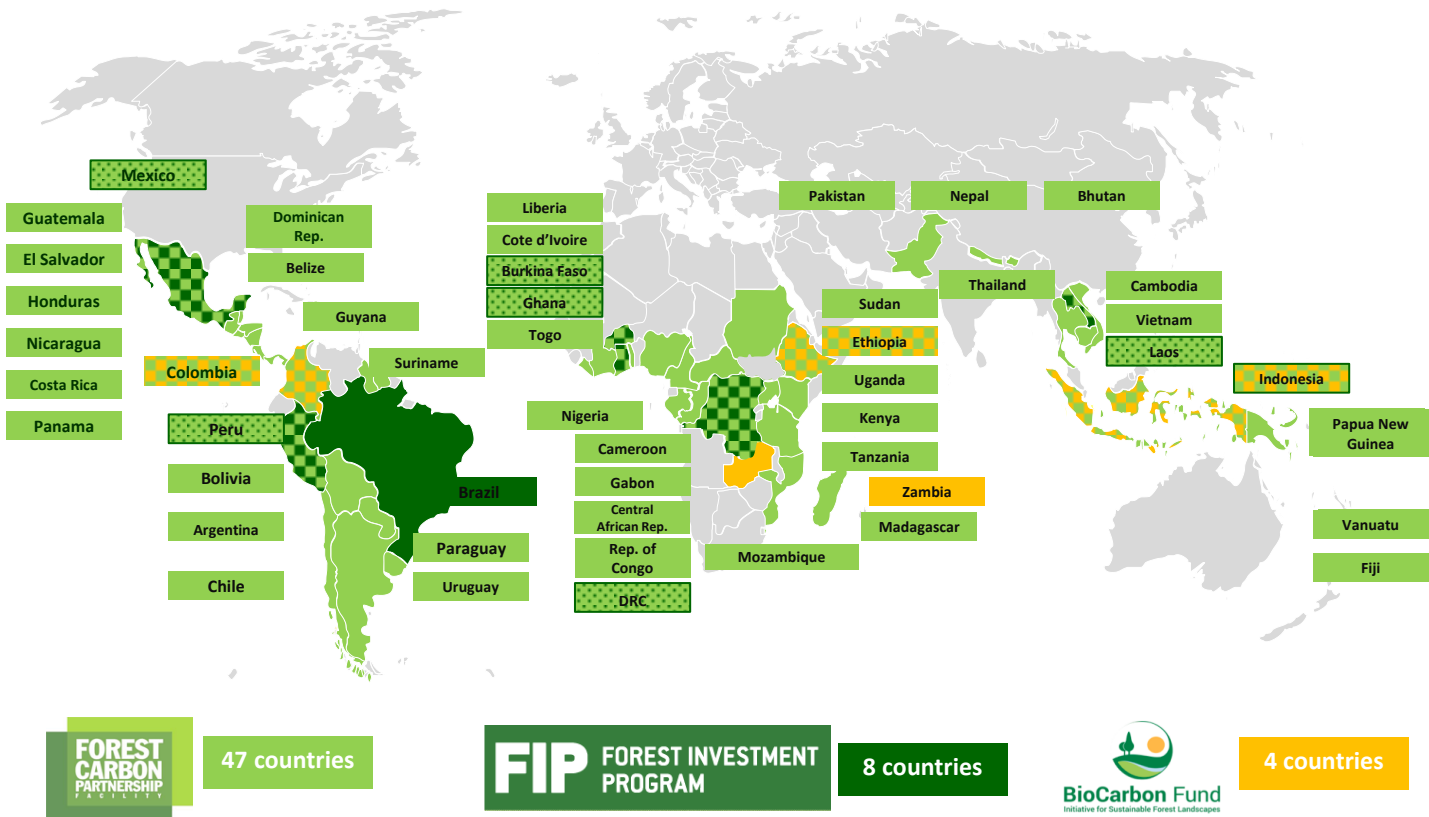 Mexico
Guatemala
Dominican
Rep.
El Salvador
Belize
Honduras
Guyana
Nicaragua
Suriname
Colombia
Costa Rica
Panama
Peru
Bolivia
Brazil
Argentina
Paraguay
Chile
Uruguay
Liberia
Cote d'Ivoire
Burkina Faso
Ghana
Togo
Nigeria
Cameroon
Gabon
Central
African Rep.
Rep. of
Congo
DRC
Mozambique
Pakistan
Nepal
Bhutan
Sudan
Ethiopia
Uganda
Kenya
Tanzania
Zambia
Madagascar
Thailand
Cambodia
Vietnam
Laos
Indonesia
Papua New
Guinea
Vanuatu
Fiji
FOREST
CARBON
PARTNERSHIP
FACILITY
47 countries
FIP
FOREST INVESTMENT
PROGRAM
8 countries
BioCarbon Fund
Initiative for Sustainable Forest Landscapes
4 countries